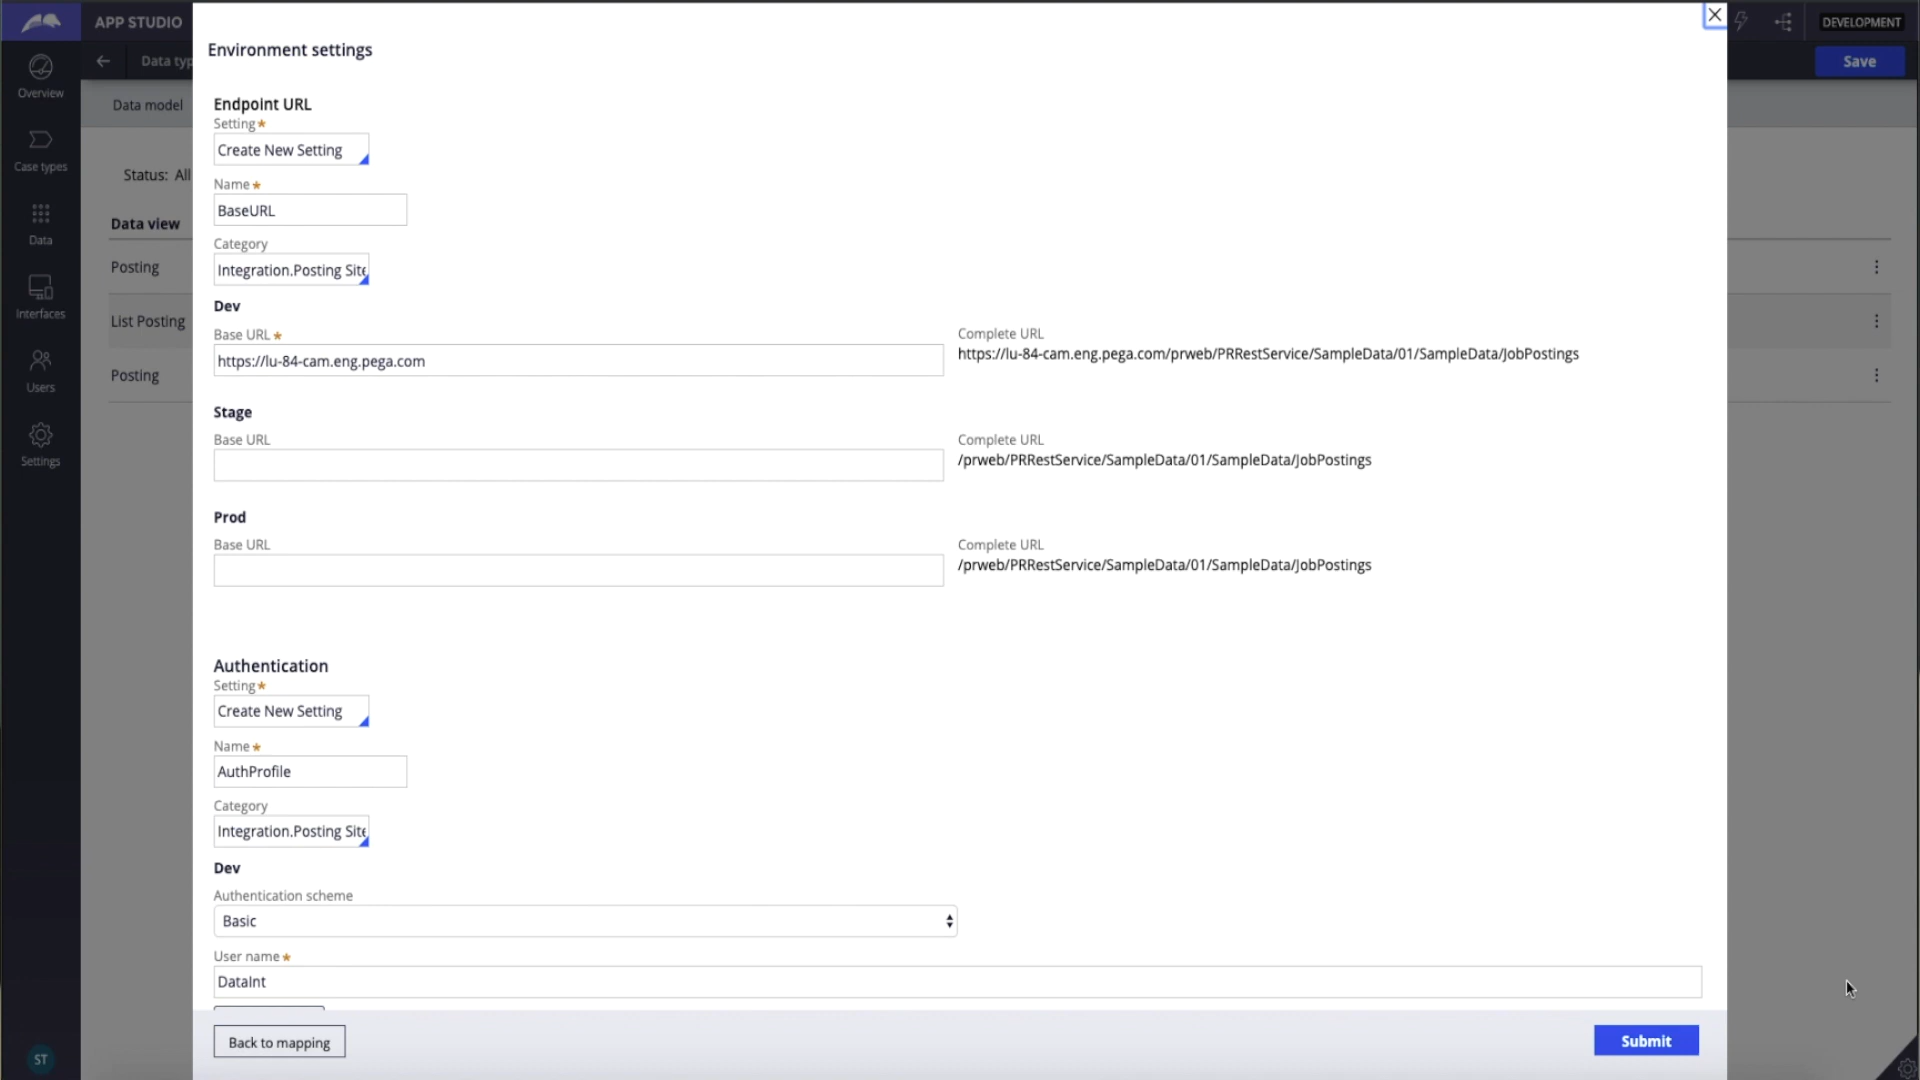 APP STUDIO
DEVELOPMENT
Data typ
Save
Overview
Case types
Data
Interfaces
Users
Settings
ST
Data model
Status: All
Data view
Posting
List Posting
Posting
Environment settings
Endpoint URL
Setting★
Create New Setting
Name★
BaseURL
Category
Integration.Posting Site
Dev
Base URL★
https://lu-84-cam.eng.pega.com
Complete URL
https://lu-84-cam.eng.pega.com/prweb/PRRestService/SampleData/01/SampleData/JobPostings
Stage
Base URL
Complete URL
/prweb/PRRestService/SampleData/01/SampleData/JobPostings
Prod
Base URL
Complete URL
/prweb/PRRestService/SampleData/01/SampleData/JobPostings
Authentication
Setting★
Create New Setting
Name★
AuthProfile
Category
Integration.Posting Site
Dev
Authentication scheme
Basic
User name★
DataInt
Back to mapping
Submit